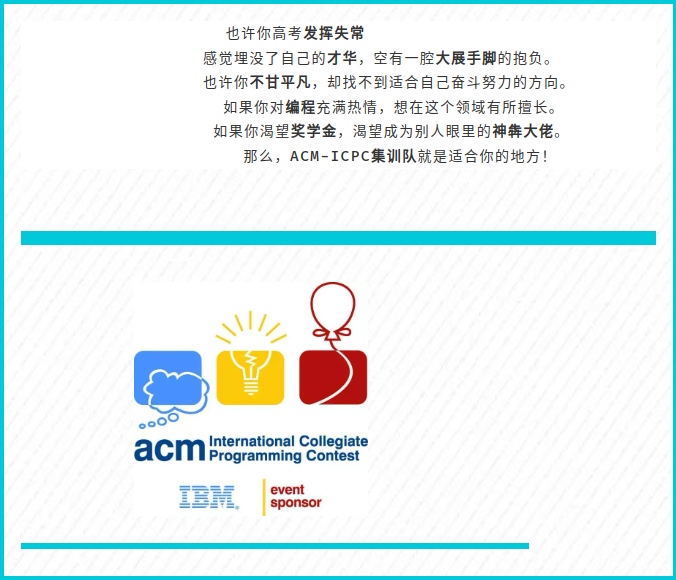 也许你高考发挥失常
感觉埋没了自己的才华，空有一腔大展手脚的抱负。
也许你不甘平凡，却找不到适合自己奋斗努力的方向。
如果你对编程充满热情，想在这个领域有所擅长。
如果你渴望奖学金，渴望成为别人眼里的神犇大佬。
那么，ACM-ICPC集训队就是适合你的地方！
acm International Collegiate
Programming Contest
IBM event
sponsor